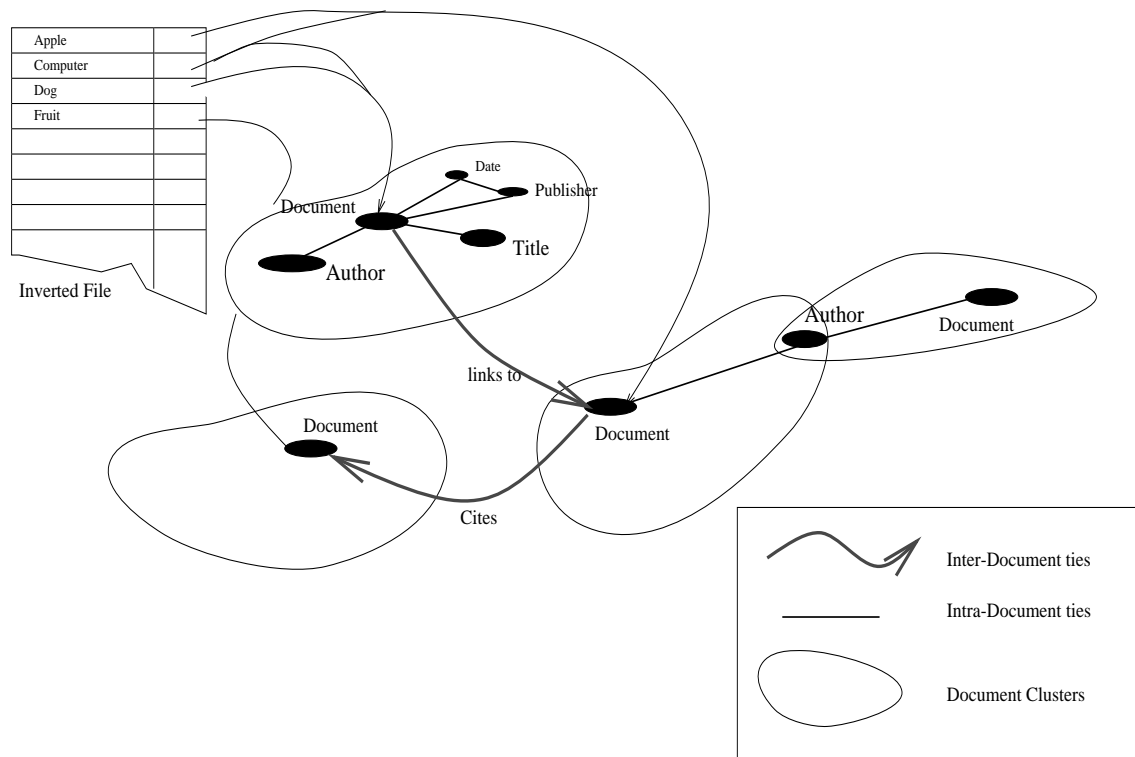 Apple
Computer
Dog
Fruit
Inverted File
Date
Publisher
Document
Title
Author
links to
Document
Cites
Document
Author
Document
Inter-Document ties
Intra-Document ties
Document Clusters